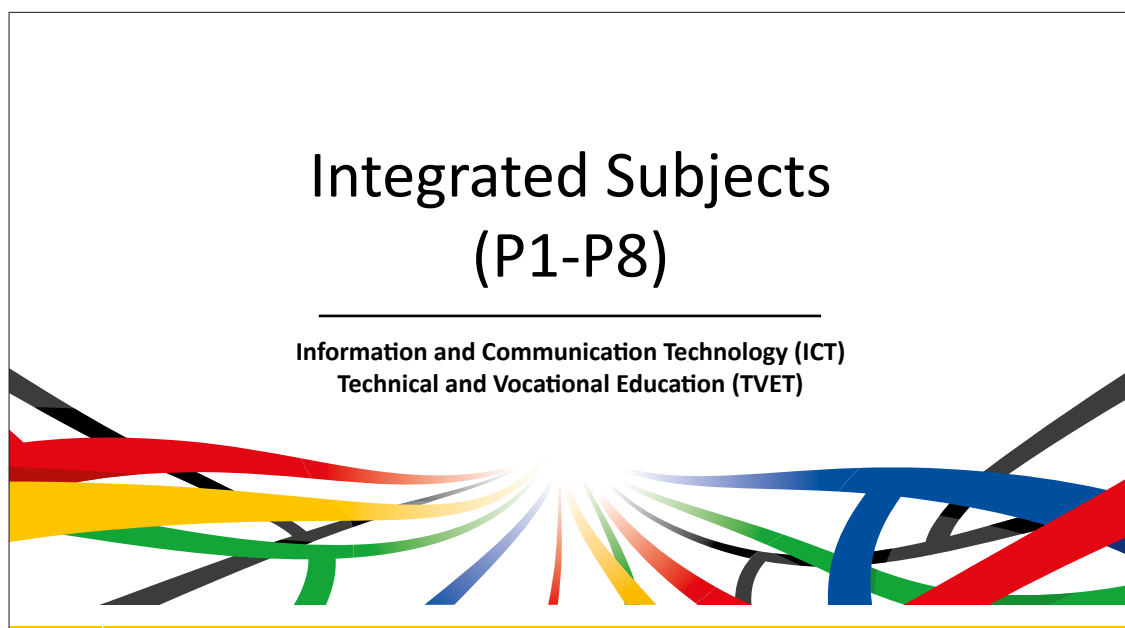 Integrated Subjects
(P1-P8)
Information and Communication Technology (ICT)
Technical and Vocational Education (TVET)